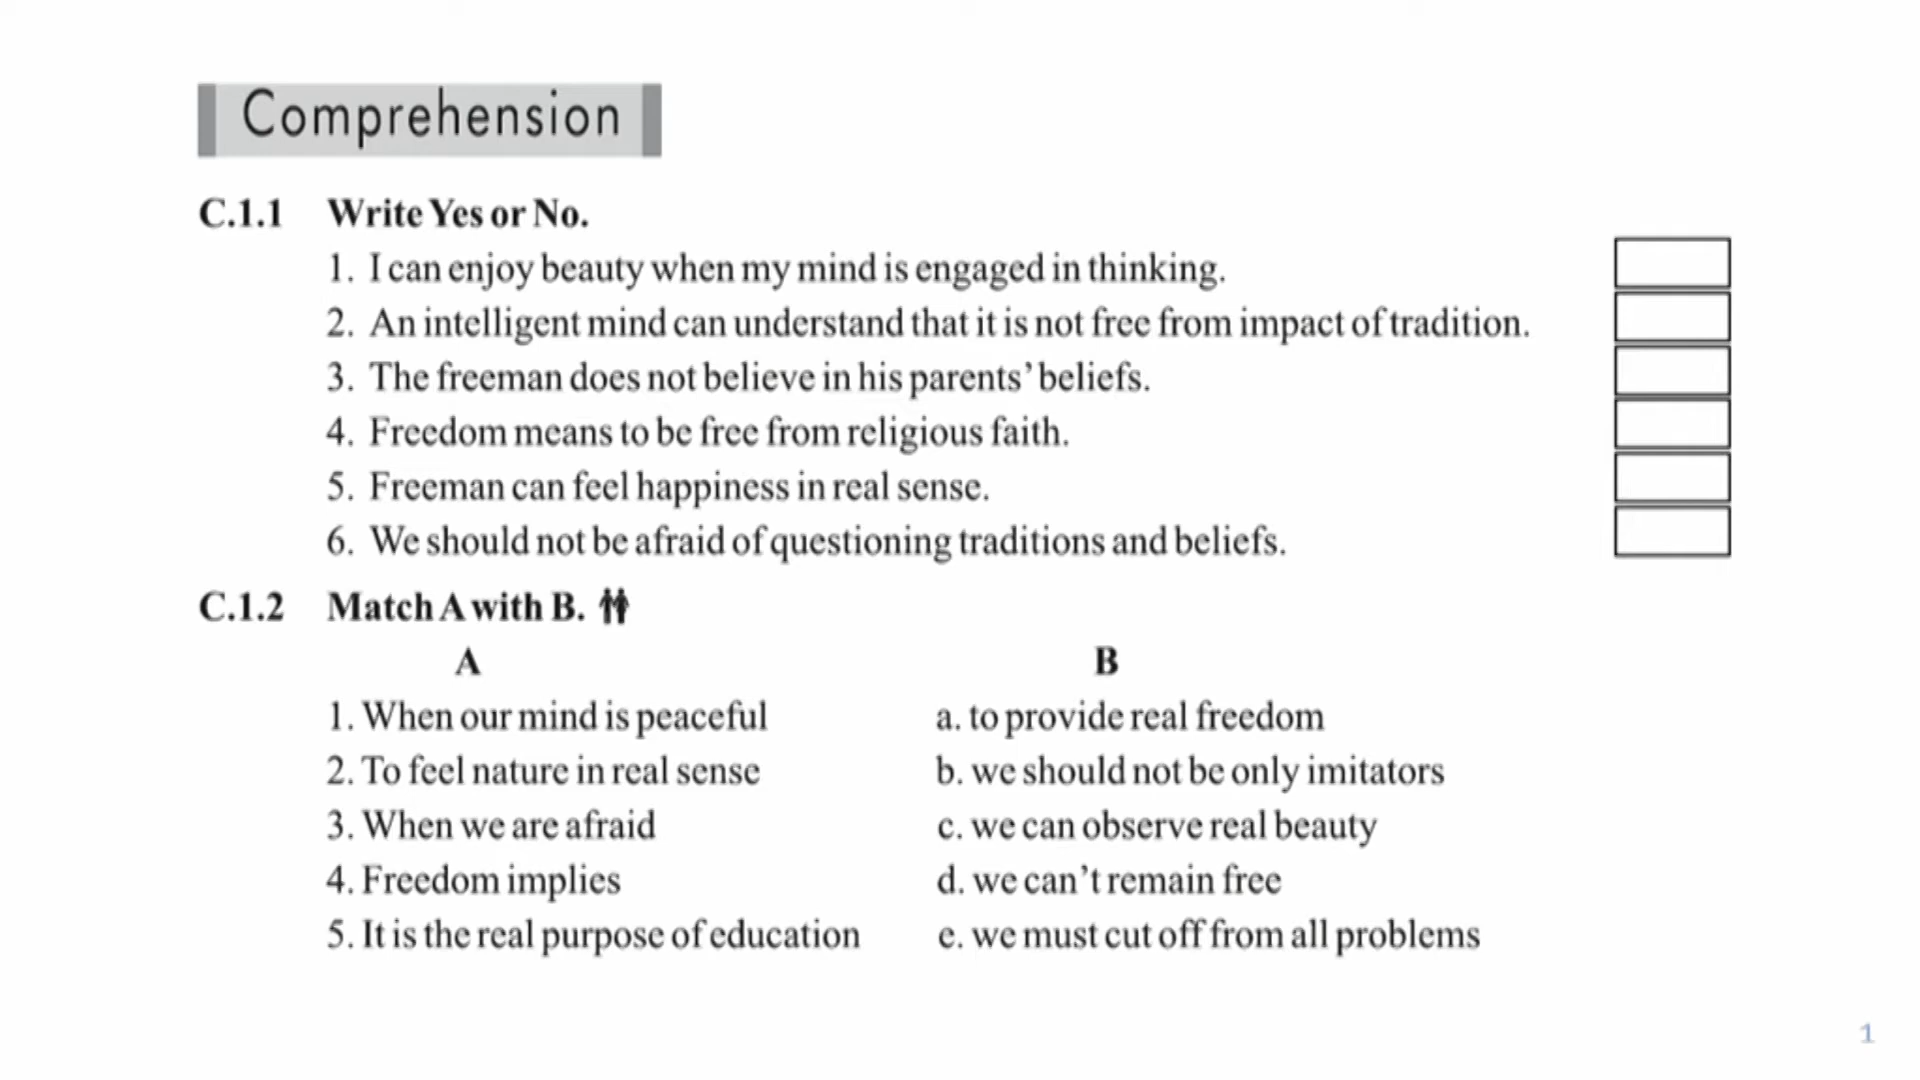 Comprehension
C.1.1 Write Yes or No.
1. I can enjoy beauty when my mind is engaged in thinking.
2. An intelligent mind can understand that it is not free from impact of tradition.
3. The freeman does not believe in his parents' beliefs.
4. Freedom means to be free from religious faith.
5. Freeman can feel happiness in real sense.
6. We should not be afraid of questioning traditions and beliefs.
C.1.2 Match A with B.
A B
1. When our mind is peaceful a. to provide real freedom
2. To feel nature in real sense b. we should not be only imitators
3. When we are afraid c. we can observe real beauty
4. Freedom implies d. we can't remain free
5. It is the real purpose of education e. we must cut off from all problems
1